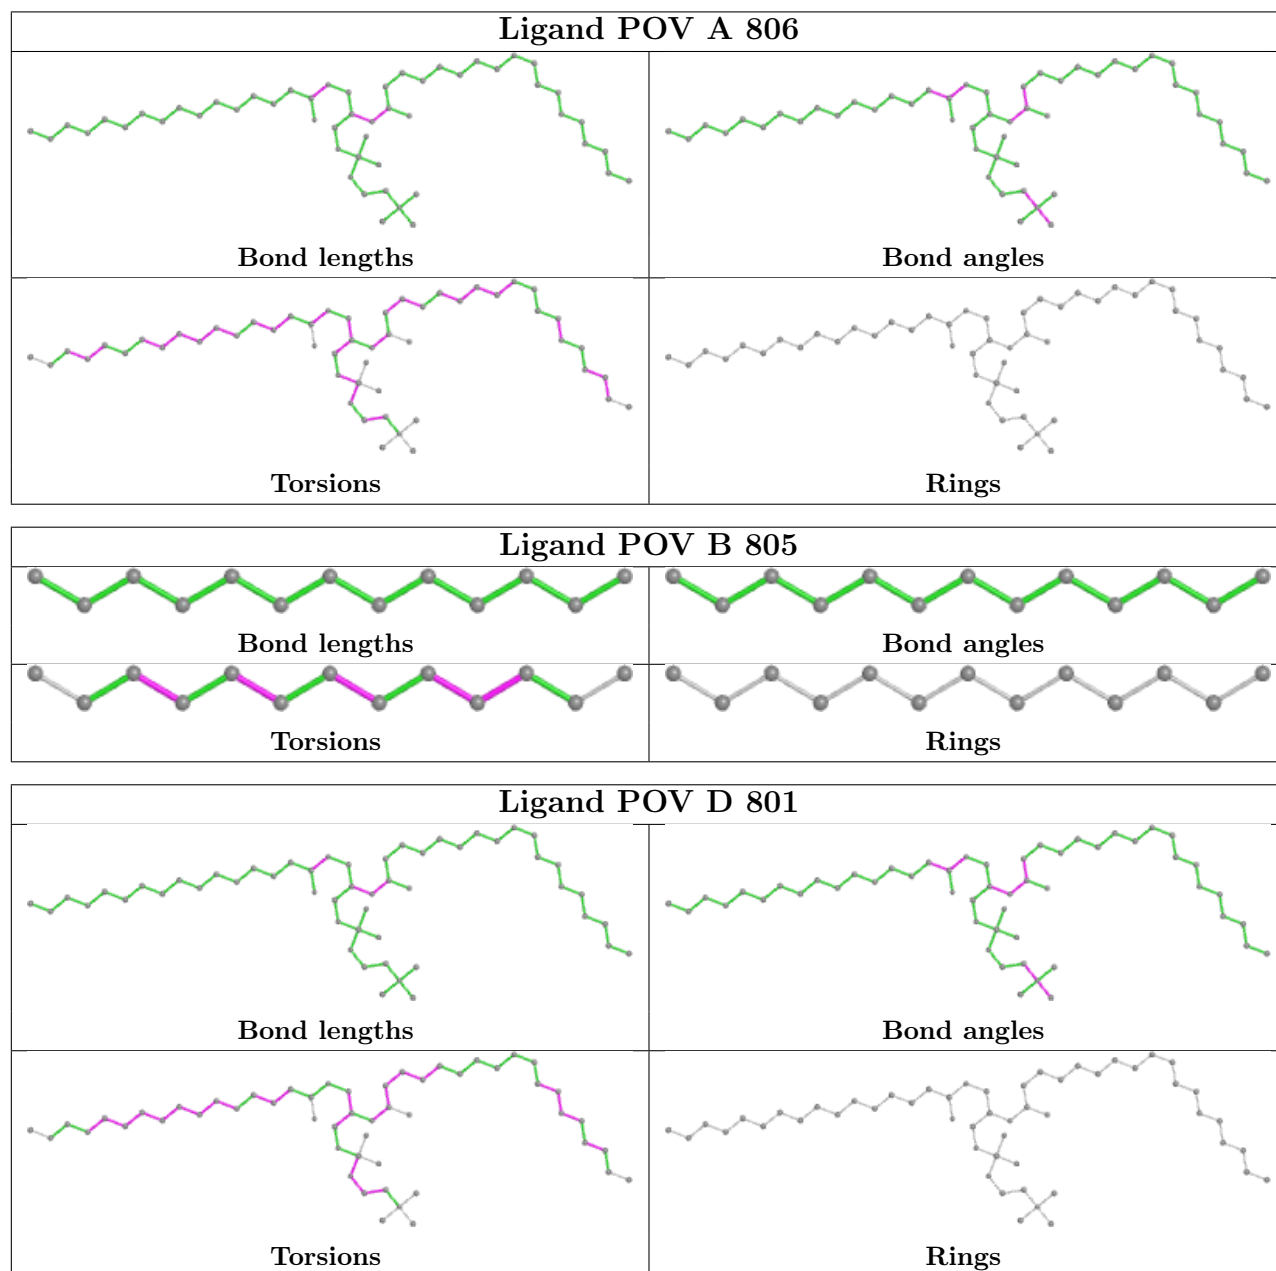 Ligand POV A 806
Bond lengths
Bond angles
Torsions
Rings
Ligand POV B 805
Bond lengths
Bond angles
Torsions
Rings
Ligand POV D 801
Bond lengths
Bond angles
Torsions
Rings